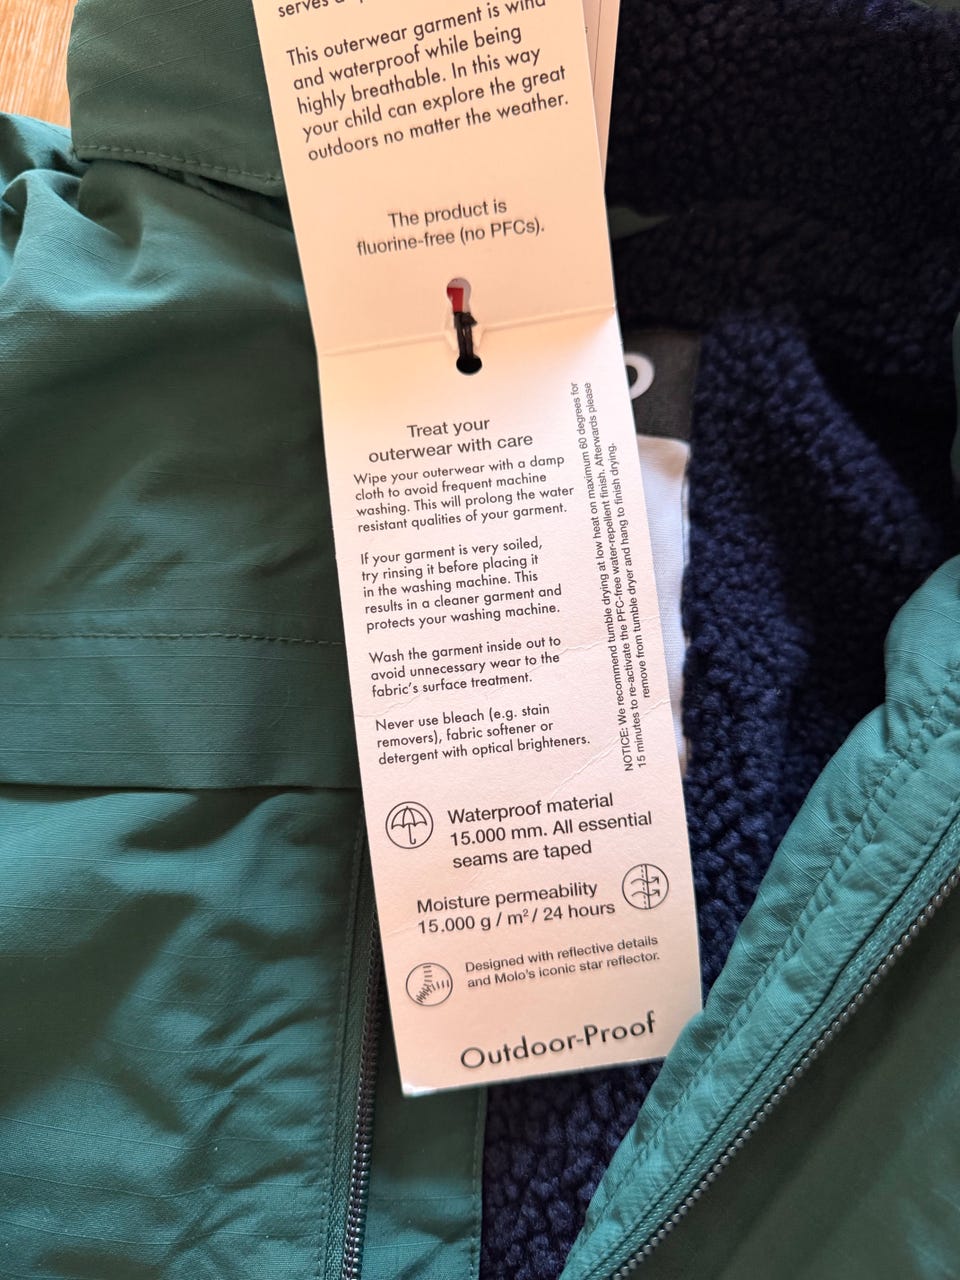 serves
This outerwear garment is wind
and waterproof while being
highly breathable. In this way
your child can explore the great
outdoors no matter the weather.
The product is
fluorine-free (no PFCs).
Treat your
outerwear with care
Wipe your outerwear with a damp
cloth to avoid frequent machine
washing. This will prolong the water
resistant qualities of your garment.
If your garment is very soiled,
try rinsing it before placing it
in the washing machine. This
results in a cleaner garment and
protects your washing machine.
Wash the garment inside out to
avoid unnecessary wear to the
fabric's surface treatment.
Never use bleach (e.g. stain
removers), fabric softener or
detergent with optical brighteners.
NOTICE: We recommend tumble drying at low heat on maximum 60 degrees for
15 minutes to re-activate the PFC-free water-repellent finish. Afterwards please
remove from tumble dryer and hang to finish drying.
Waterproof material
15.000 mm. All essential
seams are taped
Moisture permeability
15.000 g / m² / 24 hours
Designed with reflective details
and Molo's iconic star reflector.
Outdoor-Proof